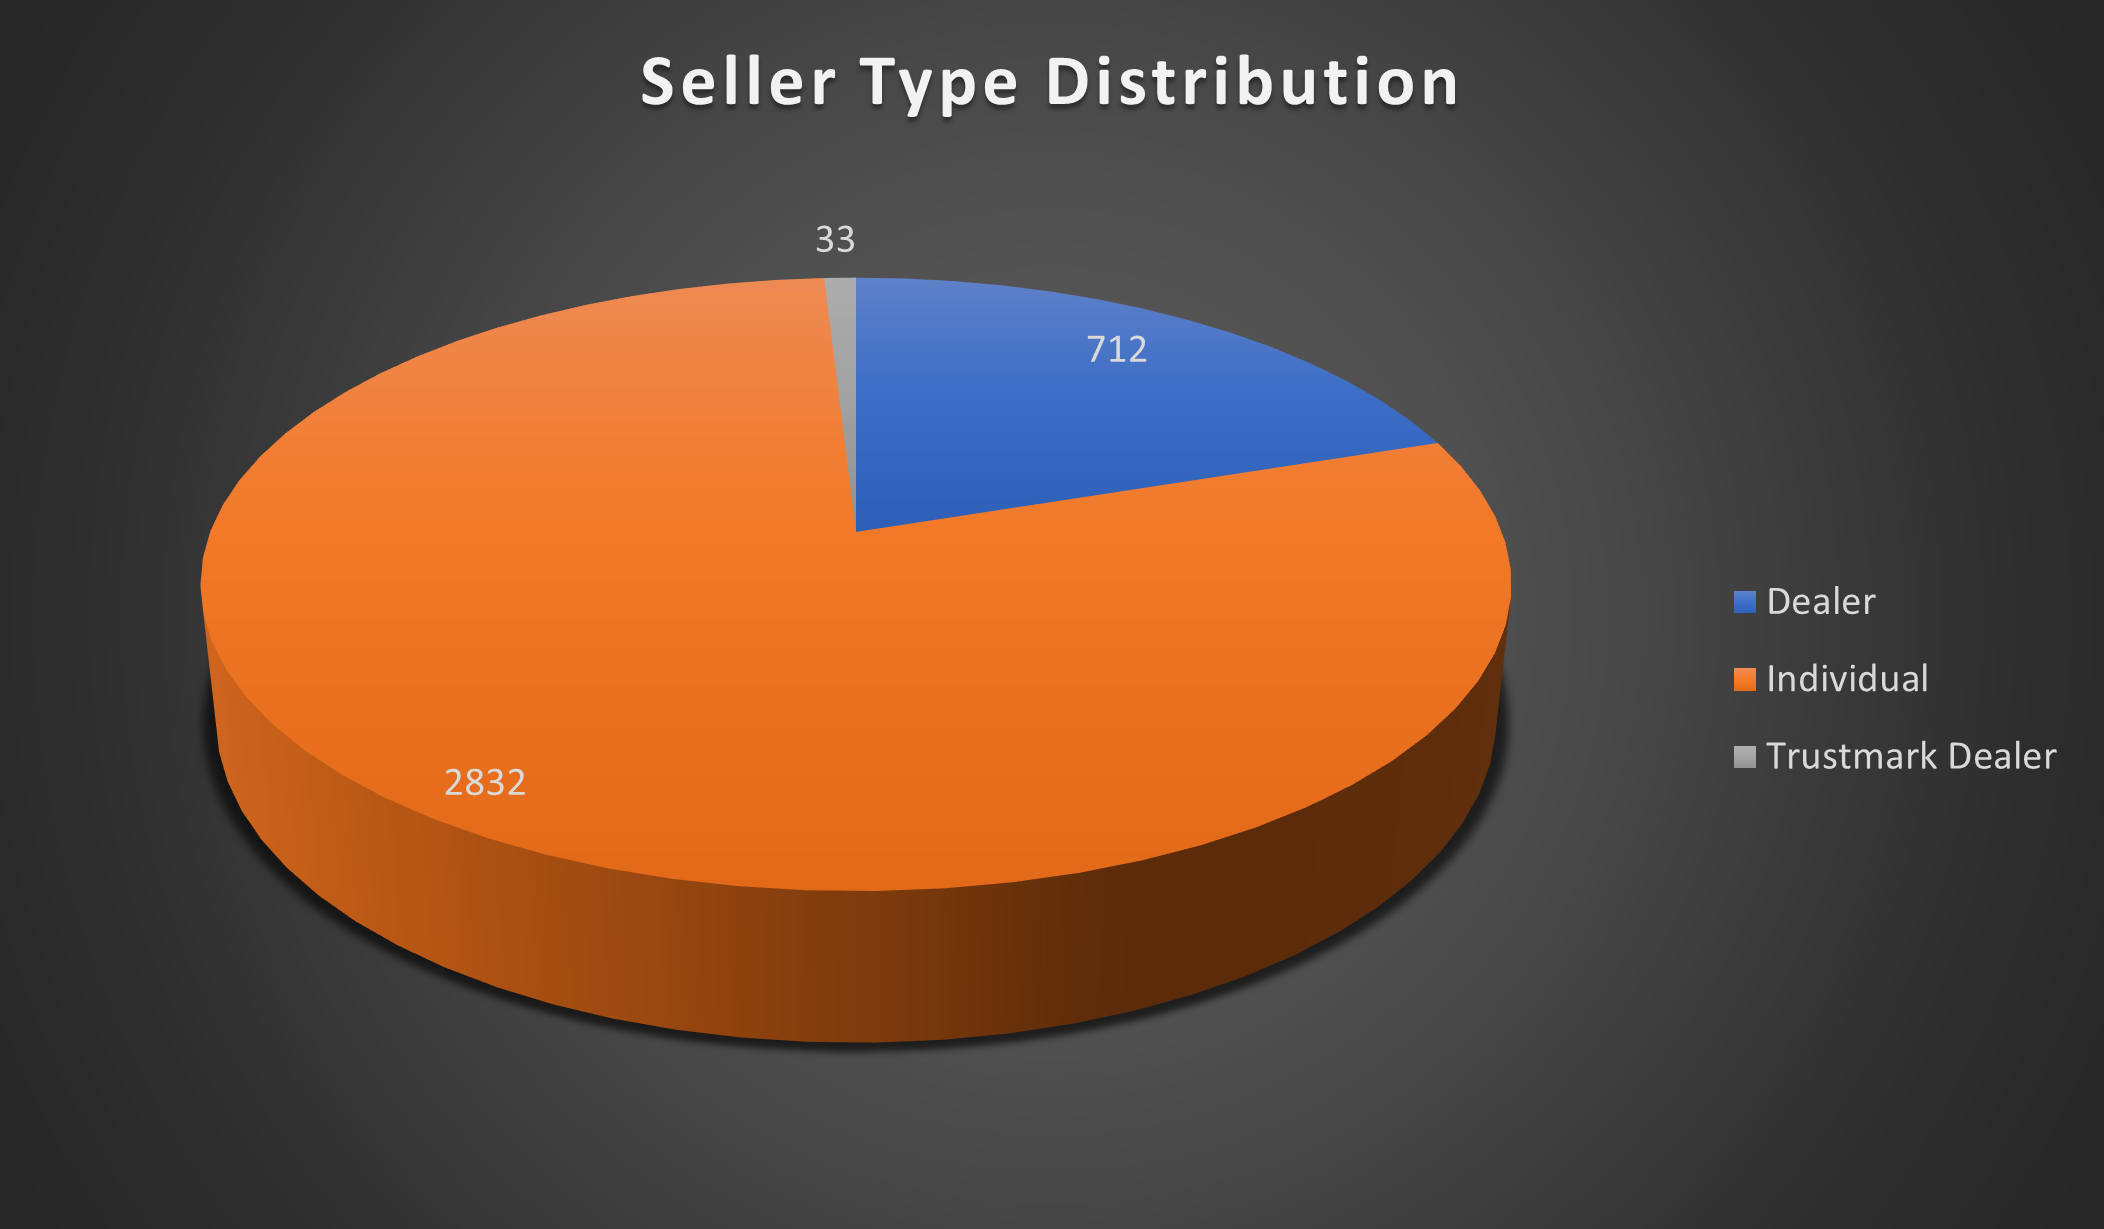 Seller Type Distribution
33
712
2832
Dealer
Individual
Trustmark Dealer